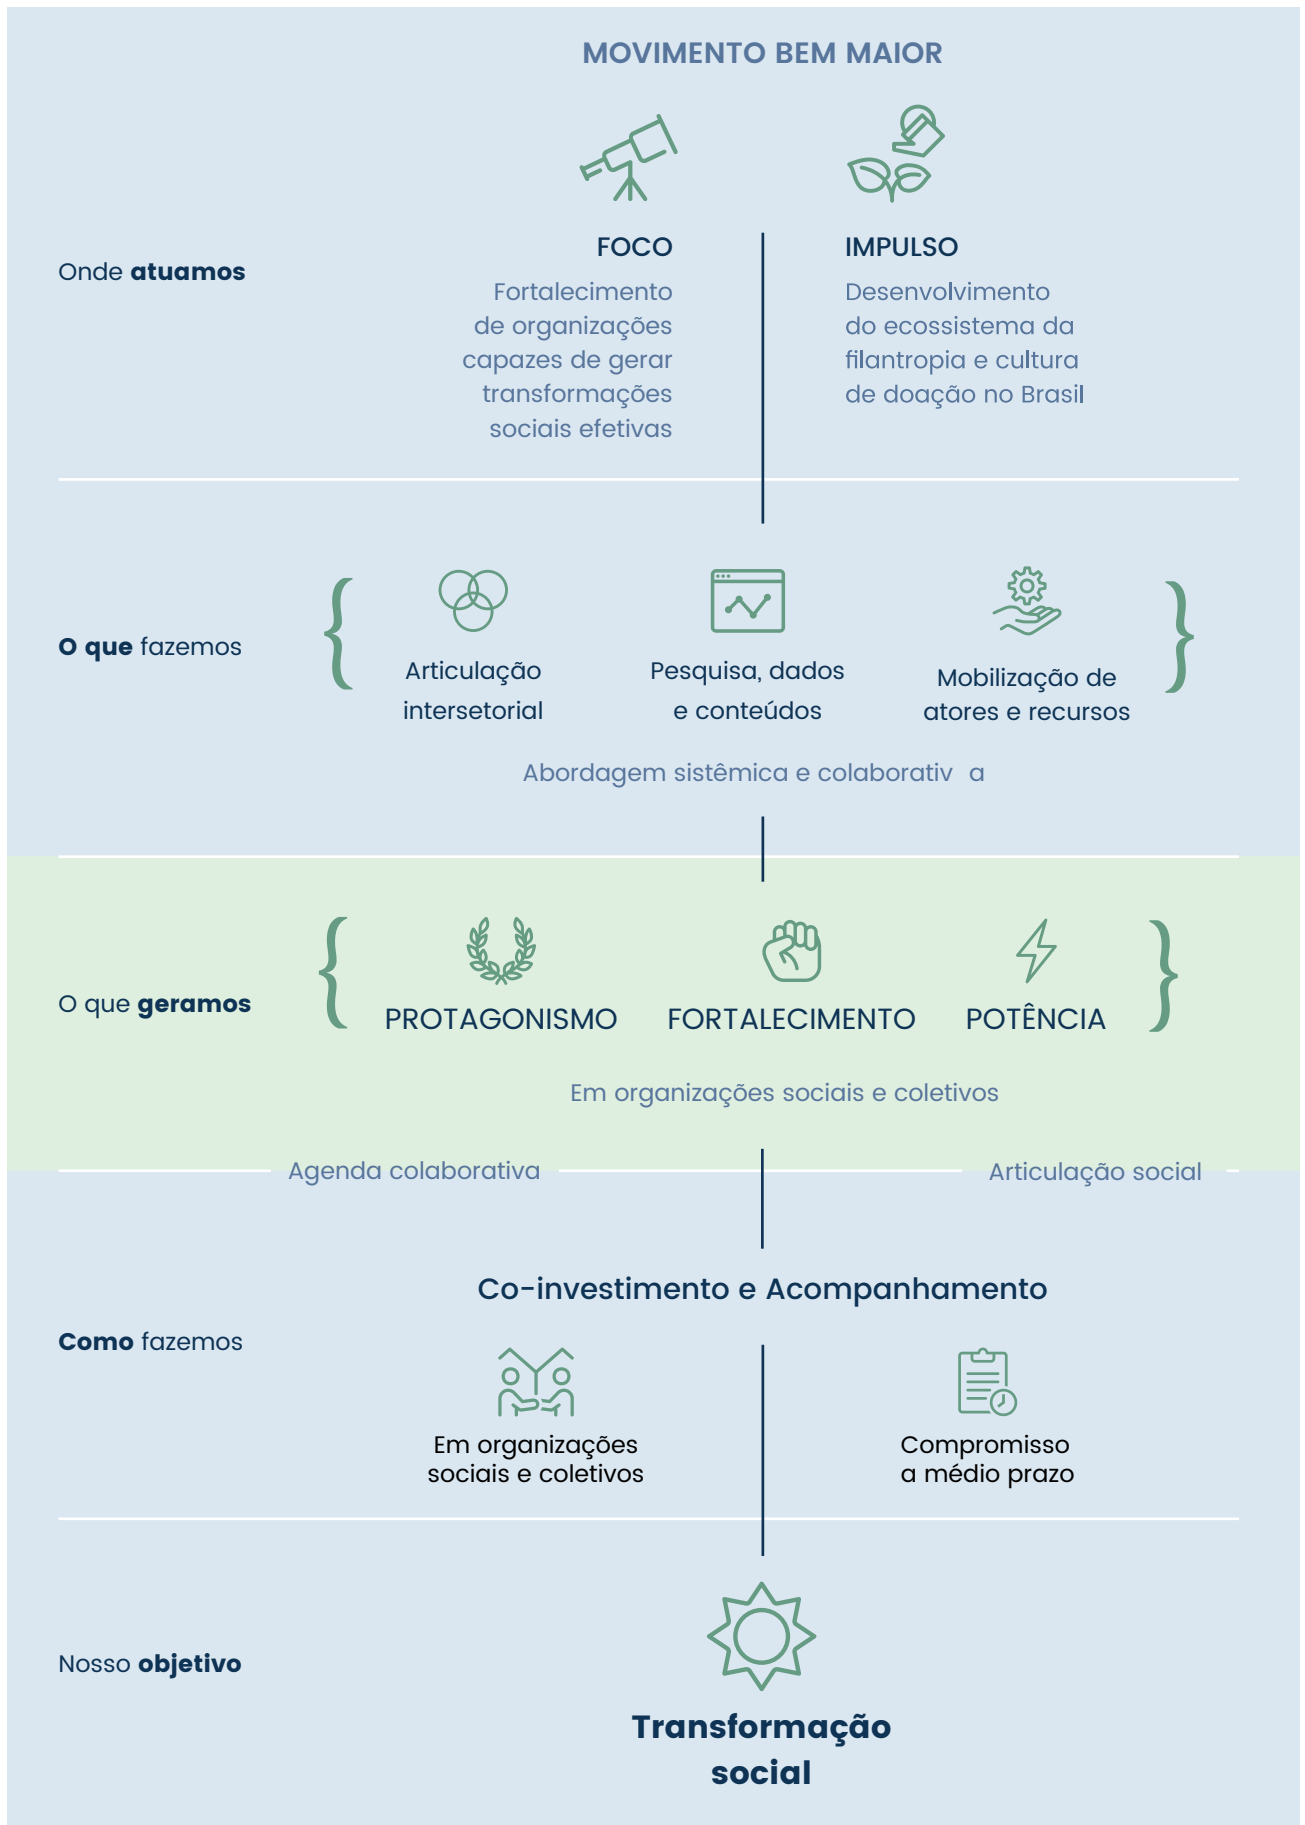 MOVIMENTO BEM MAIOR
Onde atuamos
FOCO
Fortalecimento
de organizações
capazes de gerar
transformações
sociais efetivas
IMPULSO
Desenvolvimento
do ecossistema da
filantropia e cultura
de doação no Brasil
O que fazemos
Articulação
intersetorial
Pesquisa, dados
e conteúdos
Mobilização de
atores e recursos
Abordagem sistêmica e colaborativ a
O que geramos
PROTAGONISMO
FORTALECIMENTO
POTÊNCIA
Em organizações sociais e coletivos
Agenda colaborativa
Articulação social
Co-investimento e Acompanhamento
Como fazemos
Em organizações
sociais e coletivos
Compromisso
a médio prazo
Nosso objetivo
Transformação
social